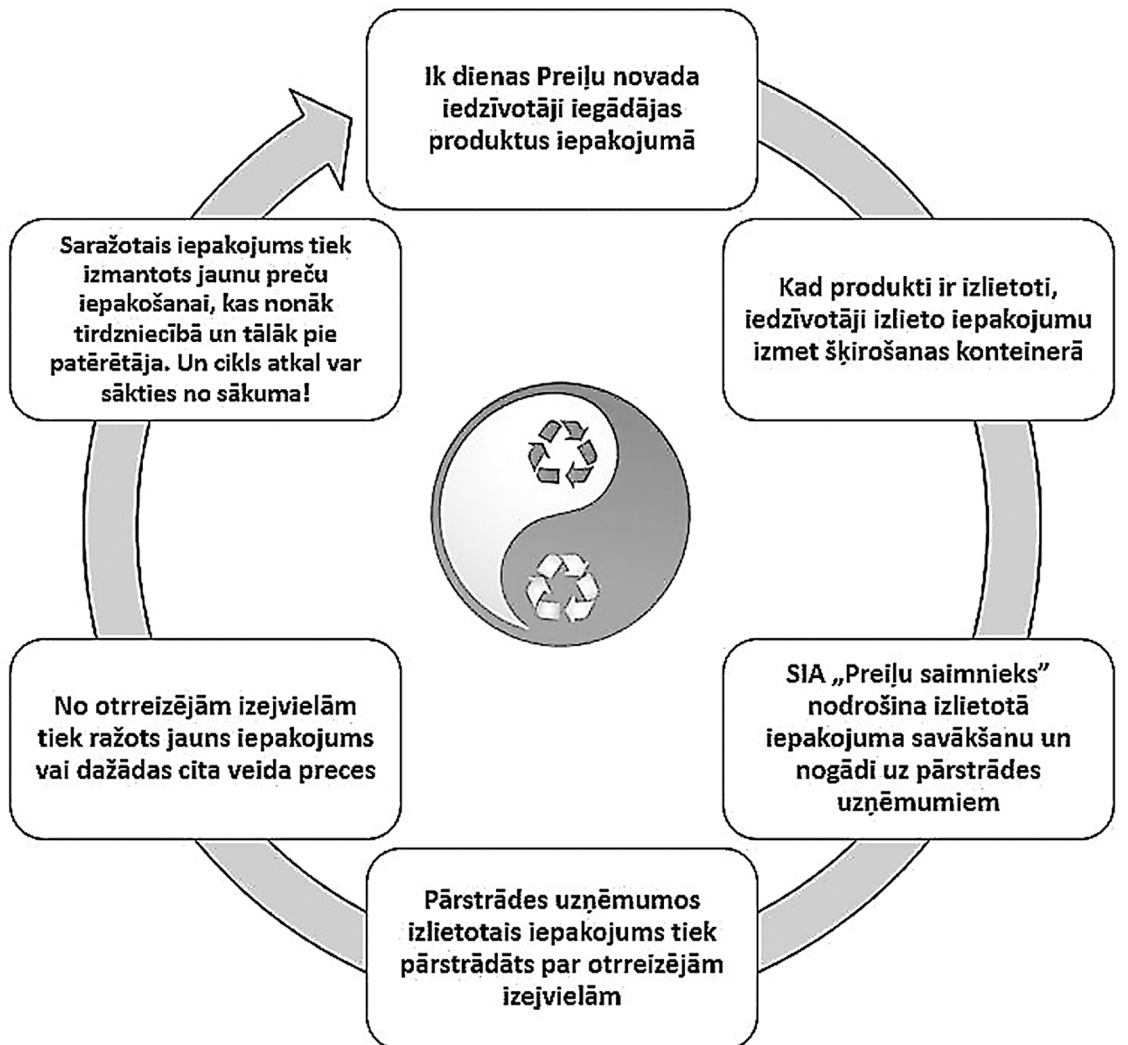 Ik dienas Preiļu novada
iedzīvotāji iegādājas
produktus iepakojumā
Kad produkti ir izlietoti,
iedzīvotāji izlieto iepakojumu
izmet šķirošanas konteinerā
SIA „Preiļu saimnieks”
nodrošina izlietotā
iepakojuma savākšanu un
nogādi uz pārstrādes
uzņēmumiem
Pārstrādes uzņēmumos
izlietotais iepakojums tiek
pārstrādāts par otrreizējām
izejvielām
No otrreizējām izejvielām
tiek ražots jauns iepakojums
vai dažādas cita veida preces
Saražotais iepakojums tiek
izmantots jaunu preču
iepakošanai, kas nonāk
tirdzniecībā un tālāk pie
patērētāja. Un cikls atkal var
sākties no sākuma!